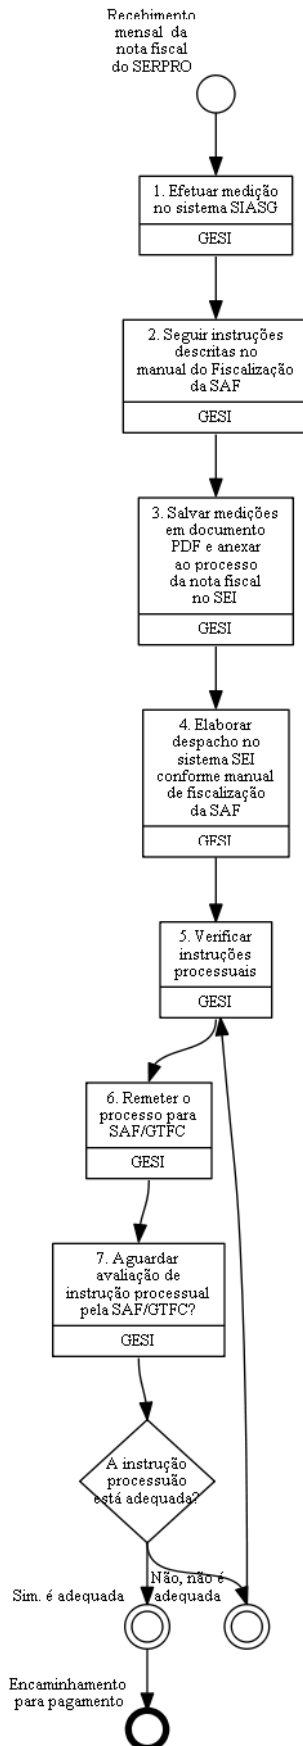 Recebimento
mensal da
nota fiscal
do SERPRO
1. Efetuar medição
no sistema SIASG
GESI
2. Seguir instruções
descritas no
manual do Fiscalização
da SAF
GESI
3. Salvar medições
em documento
PDF e anexar
ao processo
da nota fiscal
no SEI
GESI
4. Elaborar
despacho no
sistema SEI
conforme manual
de fiscalização
da SAF
GESI
5. Verificar
instruções
processuais
GESI
6. Remeter o
processo para
SAF/GTFC
GESI
7. Aguardar
avaliação de
instrução processual
pela SAF/GTFC?
GESI
A instrução
processuão
está adequada?
Sim. é adequada
Não, não é
adequada
Encaminhamento
para pagamento